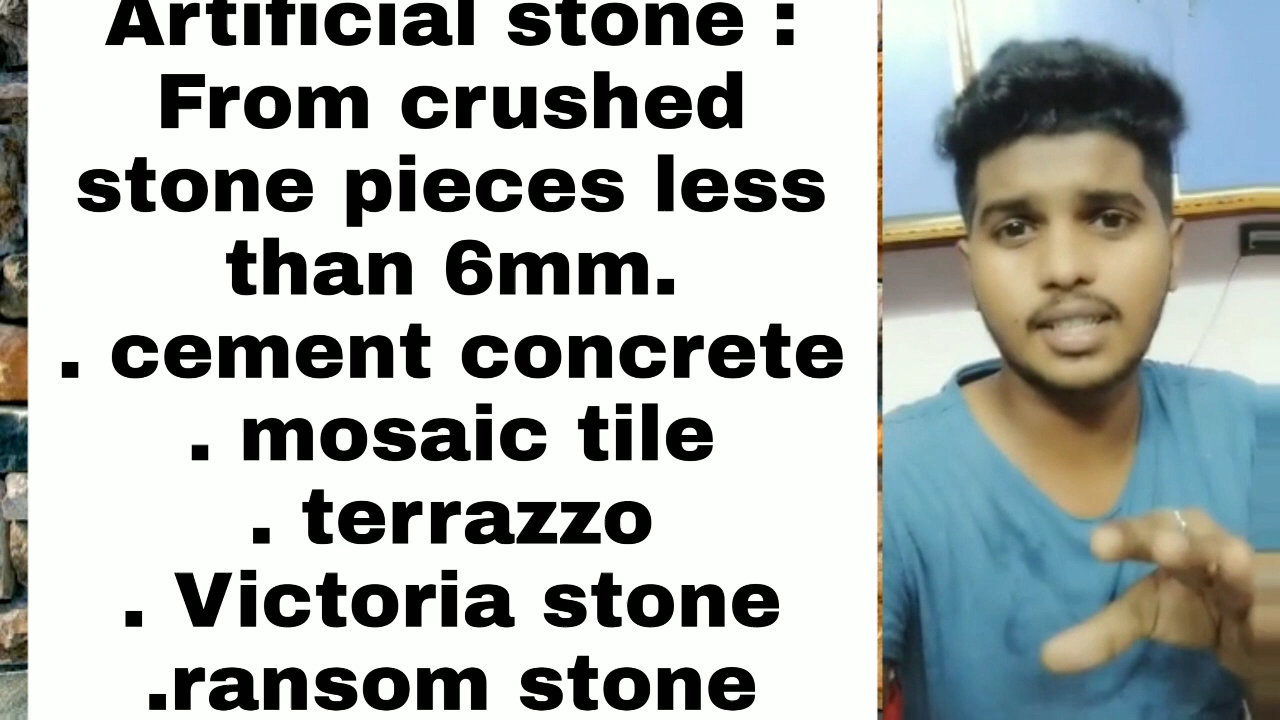 Artificial stone :
From crushed
stone pieces less
than 6mm.
. cement concrete
. mosaic tile
. terrazzo
. Victoria stone
.ransom stone